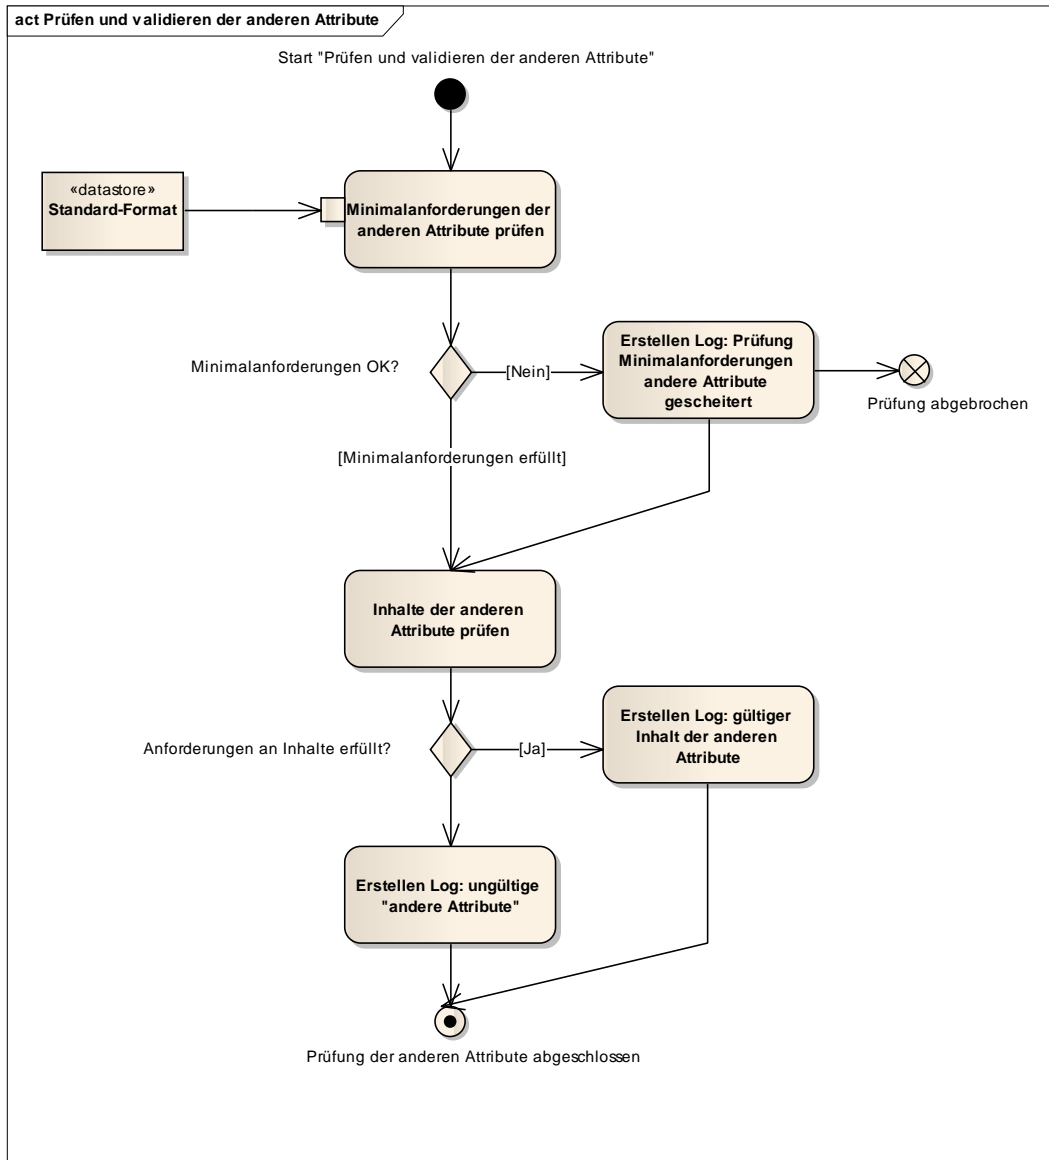 act Prüfen und validieren der anderen Attribute
Start "Prüfen und validieren der anderen Attribute"
«datastore»
Standard-Format
Minimalanforderungen der
anderen Attribute prüfen
Minimalanforderungen OK?
[Nein]
Erstellen Log: Prüfung
Minimalanforderungen
andere Attribute
gescheitert
Prüfung abgebrochen
[Minimalanforderungen erfüllt]
Inhalte der anderen
Attribute prüfen
Anforderungen an Inhalte erfüllt?
[Ja]
Erstellen Log: gültiger
Inhalt der anderen
Attribute
Erstellen Log: ungültige
"andere Attribute"
Prüfung der anderen Attribute abgeschlossen